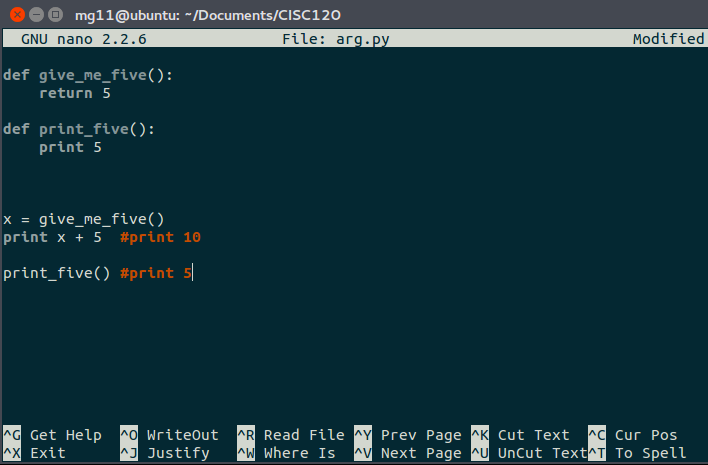 mg11@ubuntu: ~/Documents/CISC120
GNU nano 2.2.6 File: arg.py Modified
def give_me_five():
    return 5
def print_five():
    print 5
x = give_me_five()
print x + 5  #print 10
print_five() #print 5
^G Get Help ^O WriteOut ^R Read File ^Y Prev Page ^K Cut Text ^C Cur Pos
^X Exit ^J Justify ^W Where Is ^V Next Page ^U UnCut Text ^T To Spell